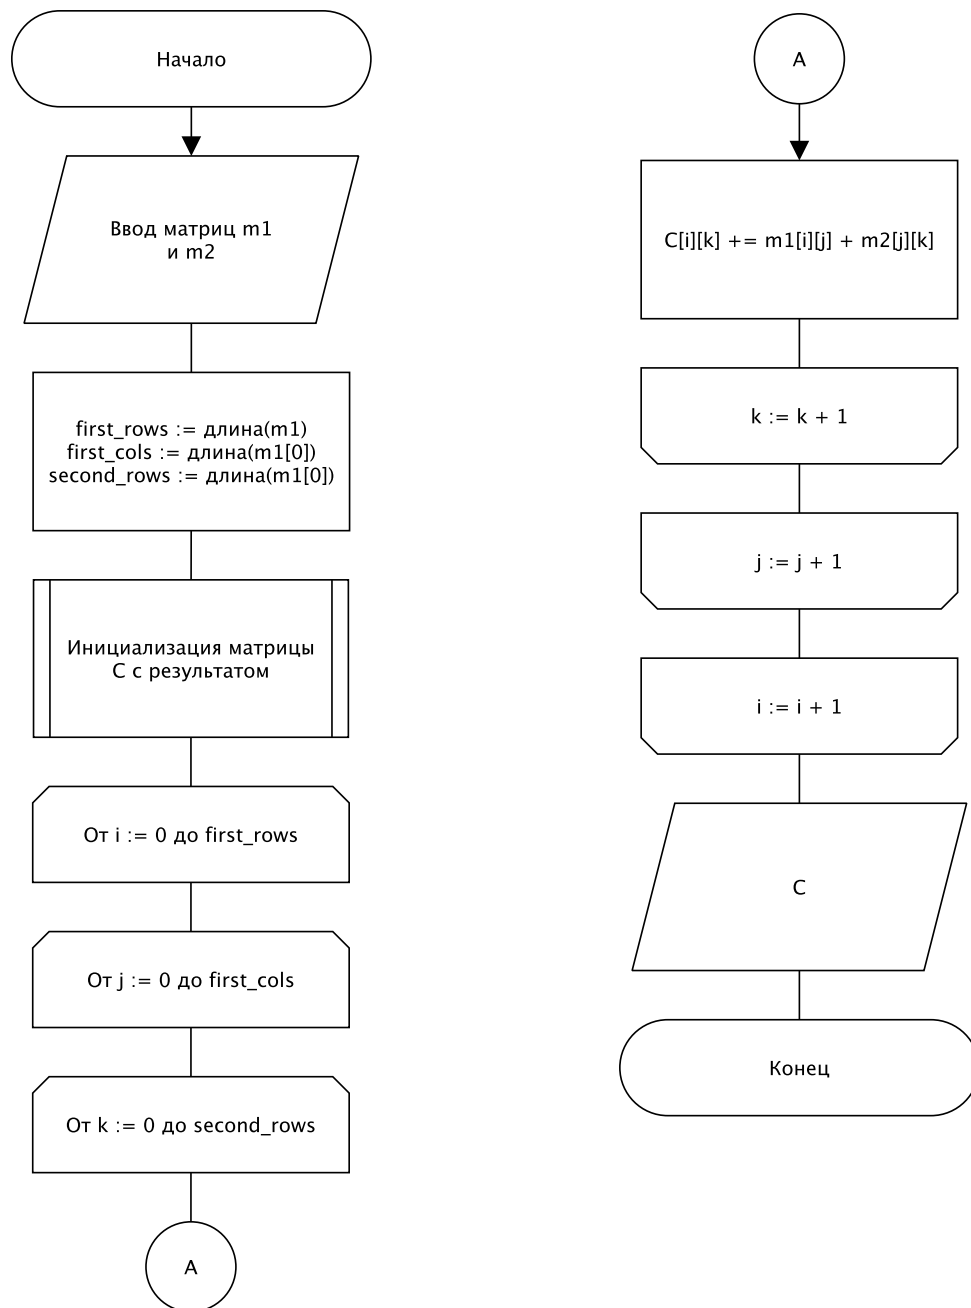 Начало
Ввод матриц m1
и m2
first_rows := длина(m1)
first_cols := длина(m1[0])
second_rows := длина(m1[0])
Инициализация матрицы
C с результатом
От i := 0 до first_rows
От j := 0 до first_cols
От k := 0 до second_rows
A
A
C[i][k] += m1[i][j] + m2[j][k]
k := k + 1
j := j + 1
i := i + 1
C
Конец